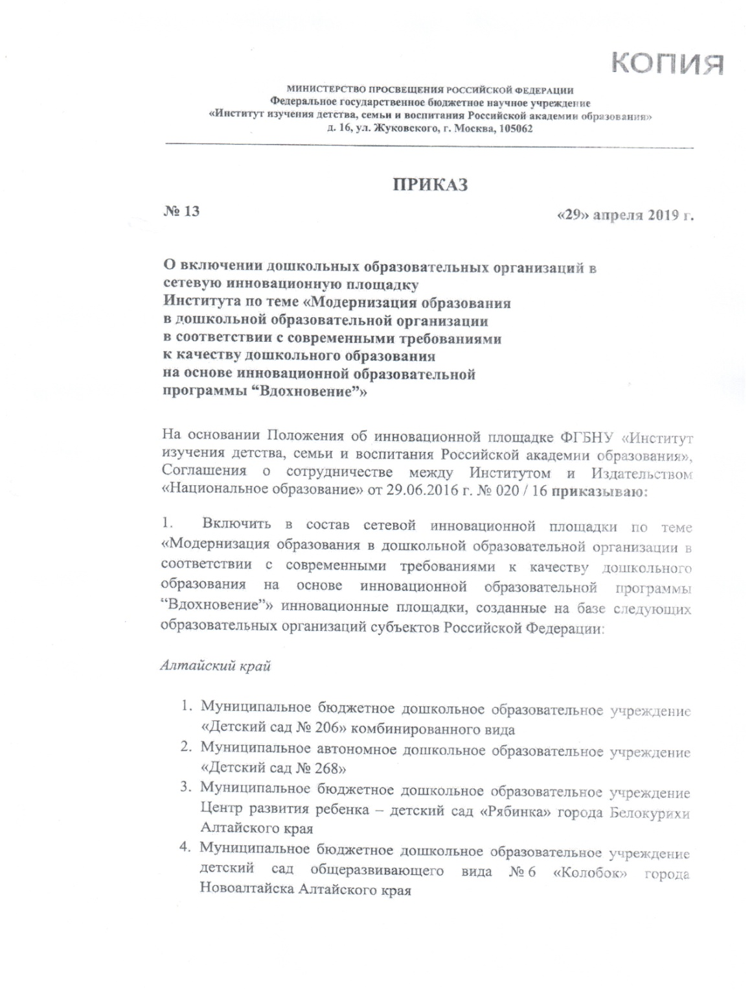 КОПИЯ
МИНИСТЕРСТВО ПРОСВЕЩЕНИЯ РОССИЙСКОЙ ФЕДЕРАЦИИ
Федеральное государственное бюджетное научное учреждение
«Институт изучения детства, семьи и воспитания Российской академии образования»
д. 16, ул. Жуковского, г. Москва, 105062
ПРИКАЗ
№ 13
«29» апреля 2019 г.
О включении дошкольных образовательных организаций в
сетевую инновационную площадку
Института по теме «Модернизация образования
в дошкольной образовательной организации
в соответствии с современными требованиями
к качеству дошкольного образования
на основе инновационной образовательной
программы “Вдохновение”»
На основании Положения об инновационной площадке ФГБНУ «Институт
изучения детства, семьи и воспитания Российской академии образования»,
Соглашения о сотрудничестве между Институтом и Издательством
«Национальное образование» от 29.06.2016 г. № 020 / 16 приказываю:
1. Включить в состав сетевой инновационной площадки по теме
«Модернизация образования в дошкольной образовательной организации в
соответствии с современными требованиями к качеству дошкольного
образования на основе инновационной образовательной программы
“Вдохновение”» инновационные площадки, созданные на базе следующих
образовательных организаций субъектов Российской Федерации:
Алтайский край
1. Муниципальное бюджетное дошкольное образовательное учреждение
«Детский сад № 206» комбинированного вида
2. Муниципальное автономное дошкольное образовательное учреждение
«Детский сад № 268»
3. Муниципальное бюджетное дошкольное образовательное учреждение
Центр развития ребенка – детский сад «Рябинка» города Белокурихи
Алтайского края
4. Муниципальное бюджетное дошкольное образовательное учреждение
детский сад общеразвивающего вида № 6 «Колобок» города
Новоалтайска Алтайского края